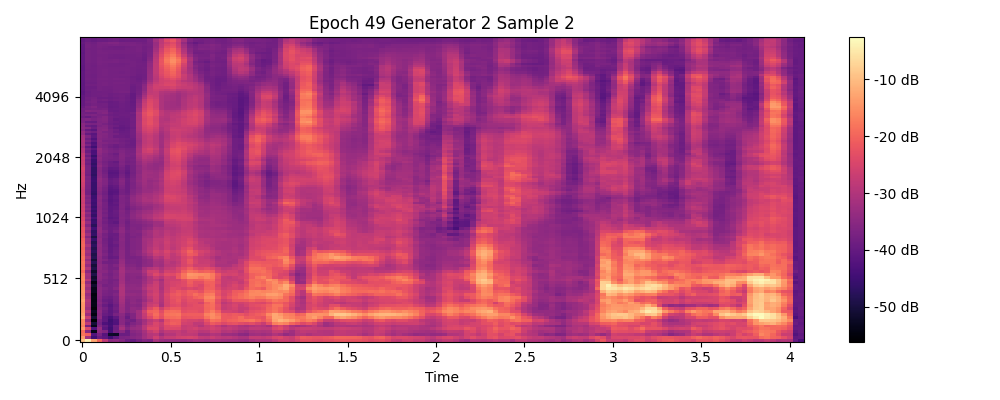 Epoch 49 Generator 2 Sample 2
Hz
4096
2048
1024
512
0
0 0.5 1 1.5 2 2.5 3 3.5 4
Time
-10 dB
-20 dB
-30 dB
-40 dB
-50 dB